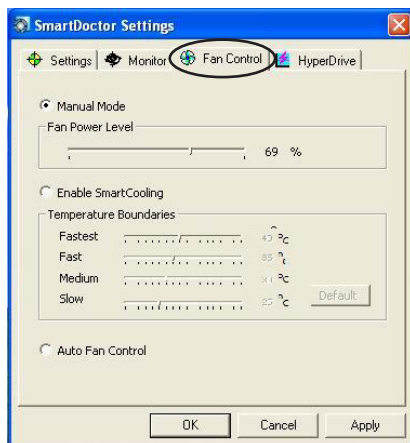 SmartDoctor Settings
Settings Monitor Fan Control HyperDrive
Manual Mode
Fan Power Level
69 %
Enable SmartCooling
Temperature Boundaries
Fastest °C
Fast °C
Medium °C
Slow °C Default
Auto Fan Control
OK Cancel Apply